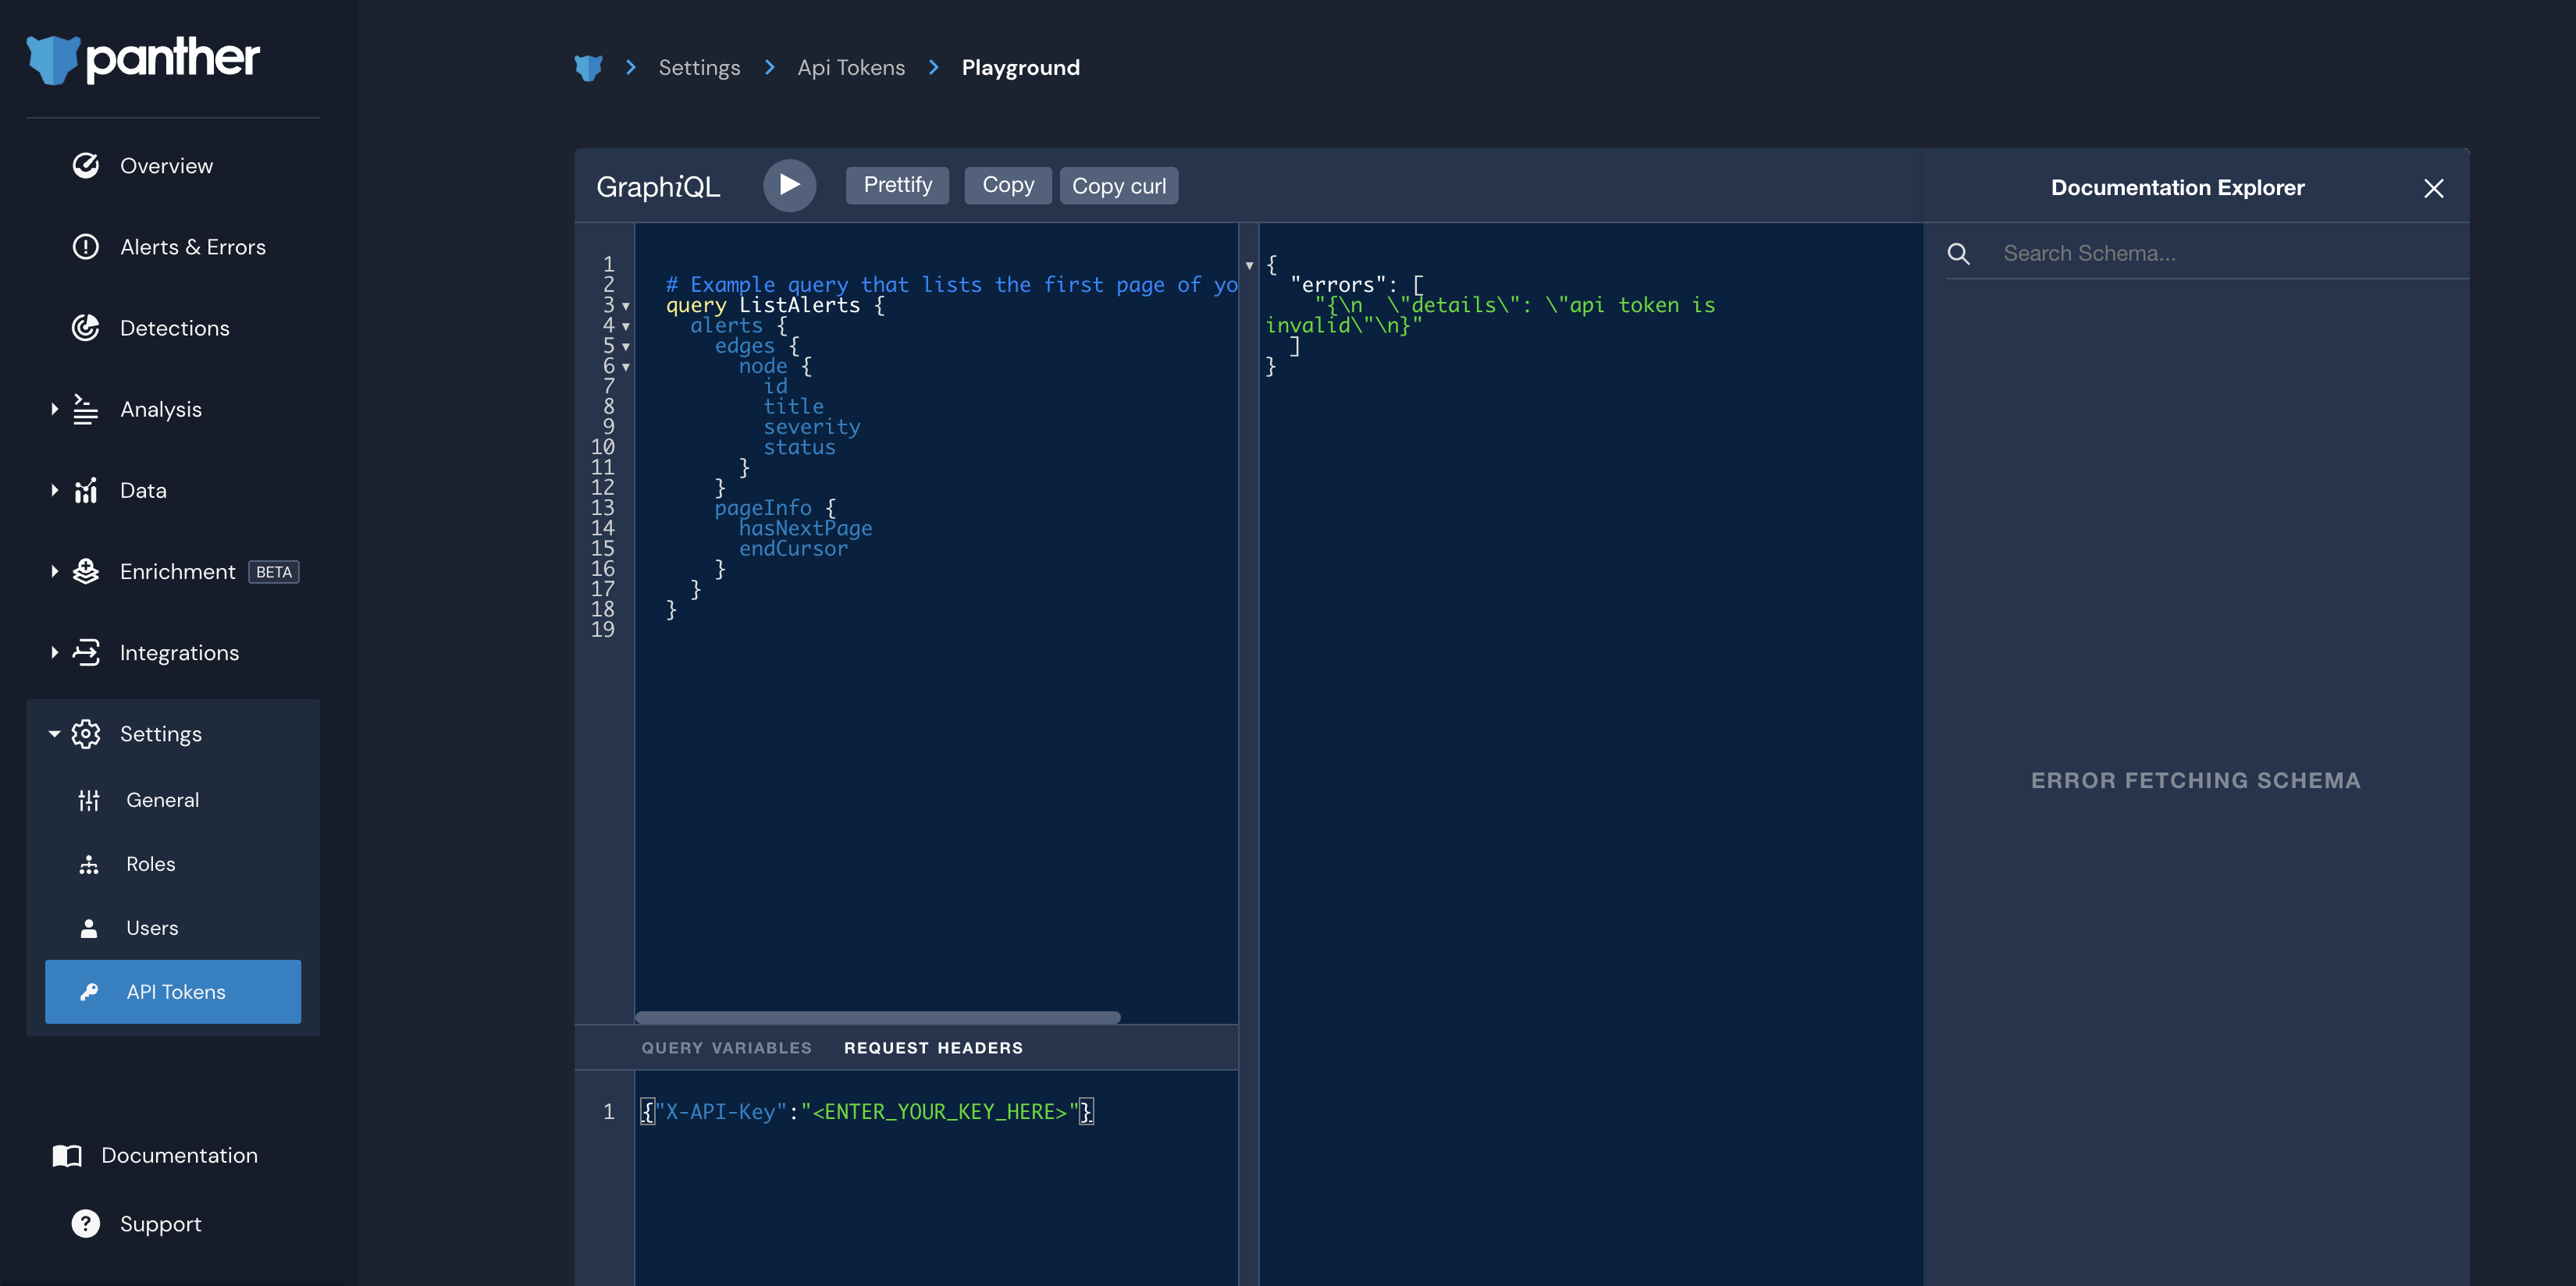 panther
Overview
Alerts & Errors
Detections
Analysis
Data
Enrichment BETA
Integrations
Settings
General
Roles
Users
API Tokens
Documentation
Support
Settings Api Tokens Playground
GraphiQL Prettify Copy Copy curl
1
2 # Example query that lists the first page of yo
3 query ListAlerts {
4 alerts {
5 edges {
6 node {
7 id
8 title
9 severity
10 status
11 }
12 }
13 pageInfo {
14 hasNextPage
15 endCursor
16 }
17 }
18 }
19
QUERY VARIABLES REQUEST HEADERS
1 {"X-API-Key":"<ENTER_YOUR_KEY_HERE>"}
{
"errors": [
"{\n  \"details\": \"api token is
invalid\"\n}"
]
}
Documentation Explorer
Search Schema...
ERROR FETCHING SCHEMA